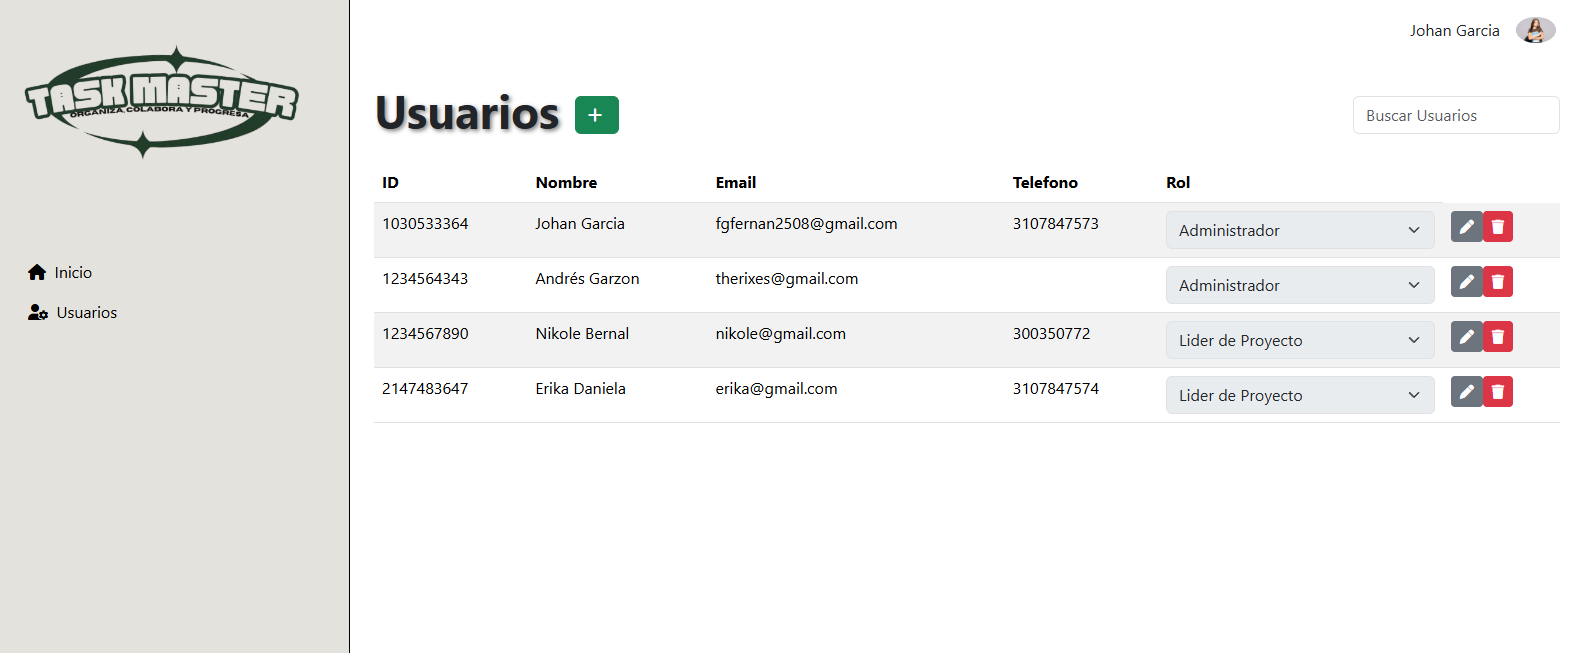 Johan Garcia
TASK MASTER
ORGANIZA, COLABORA Y PROGRESA
Usuarios +
Buscar Usuarios
ID Nombre Email Telefono Rol
1030533364 Johan Garcia fgfernan2508@gmail.com 3107847573 Administrador
1234564343 Andrés Garzon therixes@gmail.com Administrador
1234567890 Nikole Bernal nikole@gmail.com 300350772 Lider de Proyecto
2147483647 Erika Daniela erika@gmail.com 3107847574 Lider de Proyecto
Inicio
Usuarios